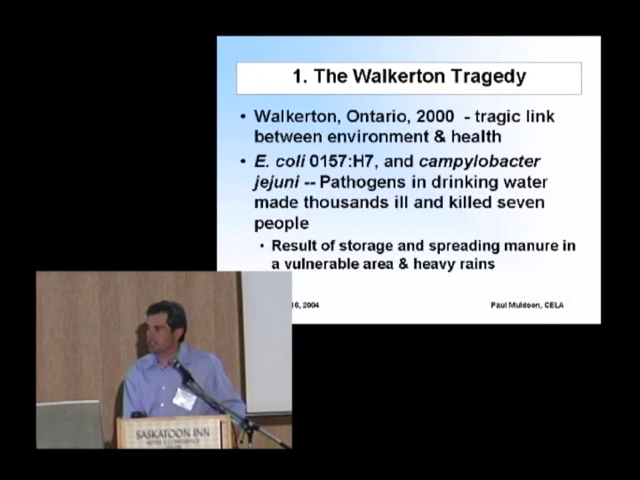 1. The Walkerton Tragedy
• Walkerton, Ontario, 2000 - tragic link
between environment & health
• E. coli 0157:H7, and campylobacter
jejuni -- Pathogens in drinking water
made thousands ill and killed seven
people
• Result of storage and spreading manure in
a vulnerable area & heavy rains
16, 2004
Paul Muldoon, CELA
SASKATOON INN